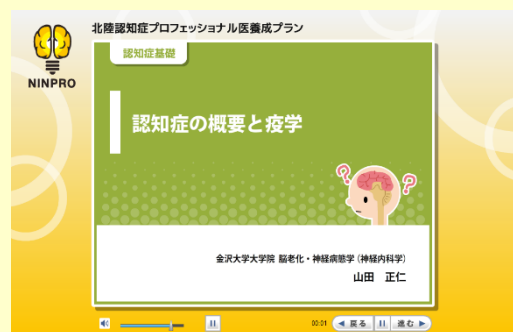 北陸認知症プロフェッショナル医養成プラン
認知症基礎
NINPRO
認知症の概要と疫学
? ?
金沢大学大学院 脳老化・神経病態学(神経内科学)
山田 正仁
00:01 ◀ 戻る 進む ▶